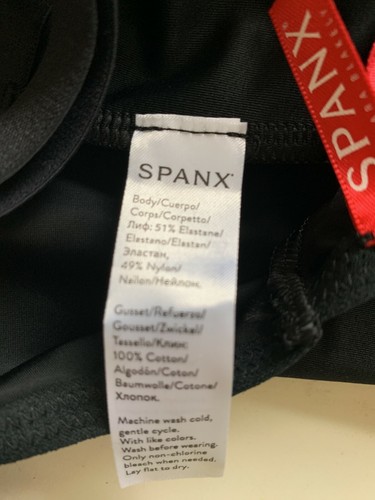 SPANX
Body/Cuerpo/
Corps/Corpetto/
Лиф: 51% Elastane/
Elastano/Elastan/
Эластан,
49% Nylon/
Nailon/Нейлон.
Gusset/Refuerzo/
Gousset/Zwickel/
Tassello/Клин:
100% Cotton/
Algodón/Coton/
Baumwolle/Cotone/
Хлопок.
Machine wash cold,
gentle cycle.
With like colors.
Wash before wearing.
Only non-chlorine
bleach when needed.
Lay flat to dry.
SPANX